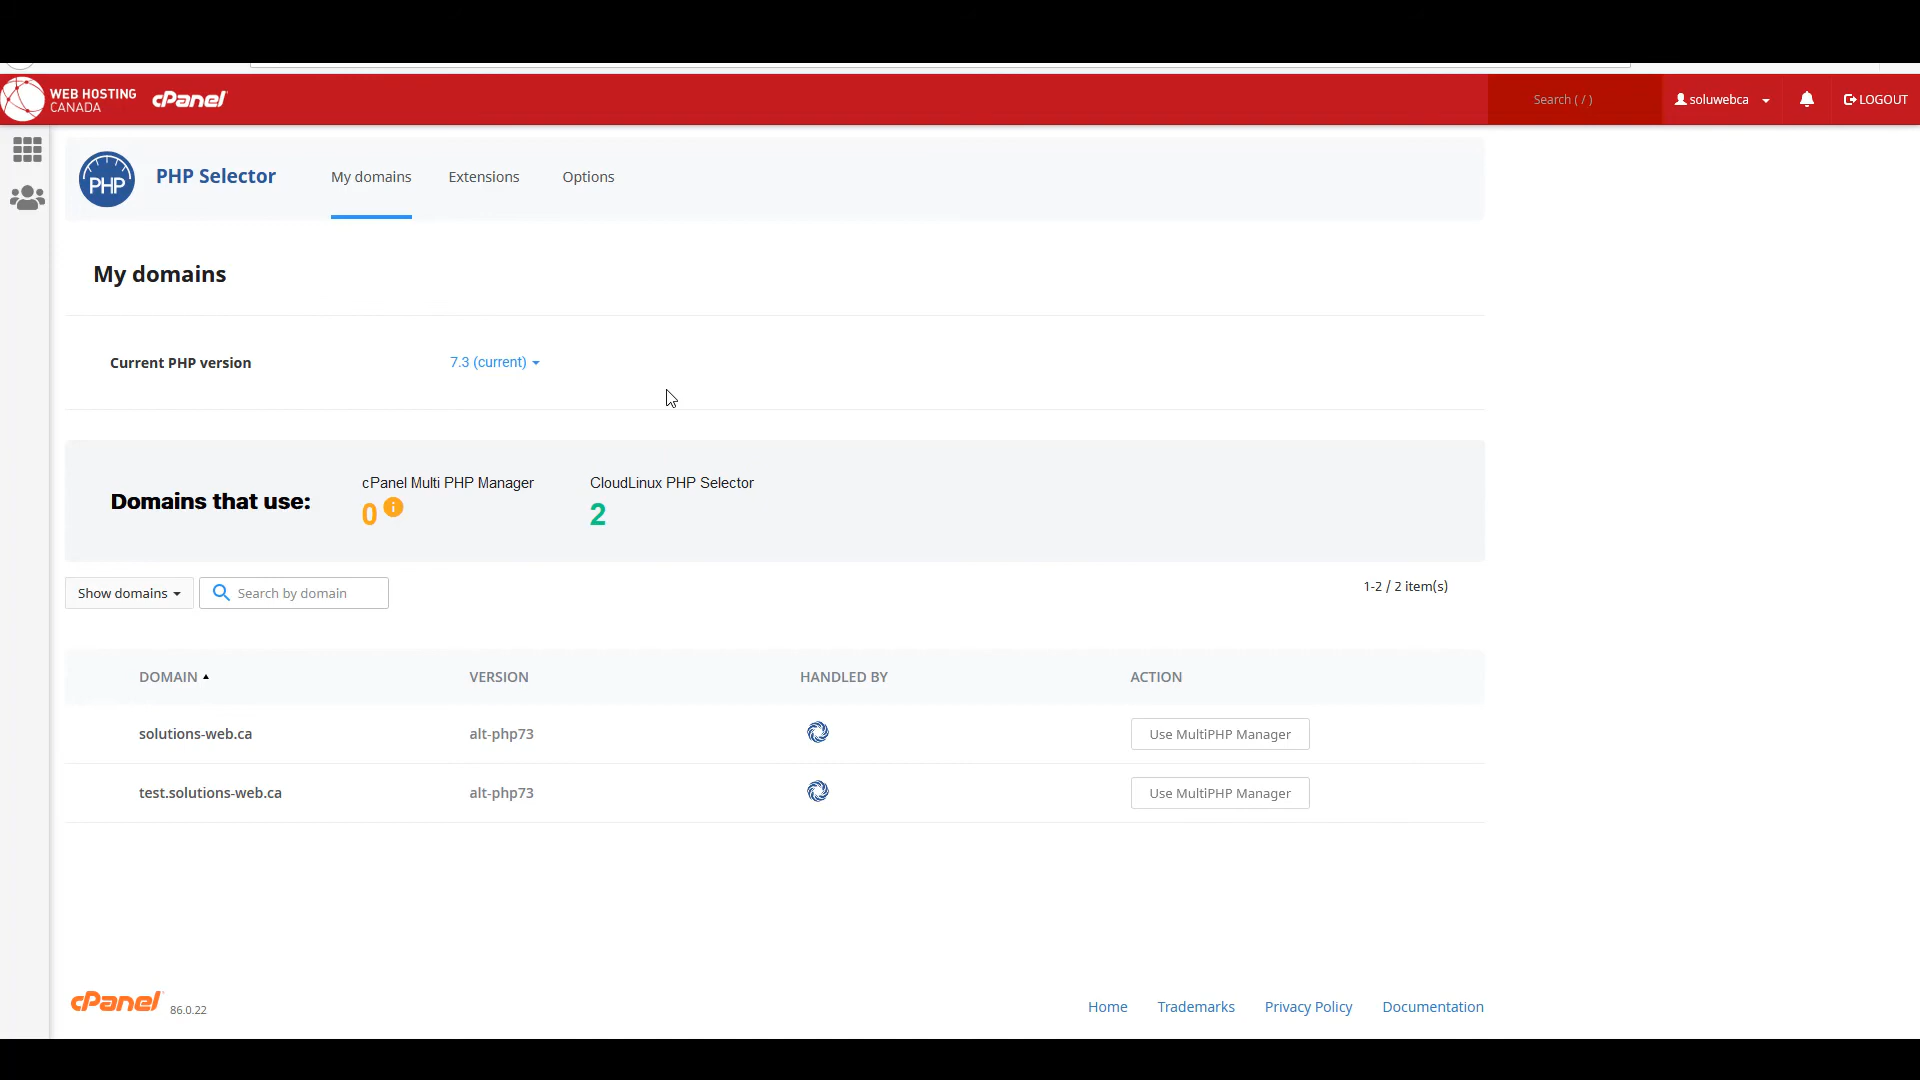 WEB HOSTING
CANADA
cPanel
Search ( / )
soluwebca
LOGOUT
PHP
PHP Selector
My domains
Extensions
Options
My domains
Current PHP version
7.3 (current)
Domains that use:
cPanel Multi PHP Manager
0
CloudLinux PHP Selector
2
Show domains
Search by domain
1-2 / 2 item(s)
DOMAIN VERSION HANDLED BY ACTION
solutions-web.ca alt-php73 Use MultiPHP Manager
test.solutions-web.ca alt-php73 Use MultiPHP Manager
cPanel 86.0.22
Home Trademarks Privacy Policy Documentation